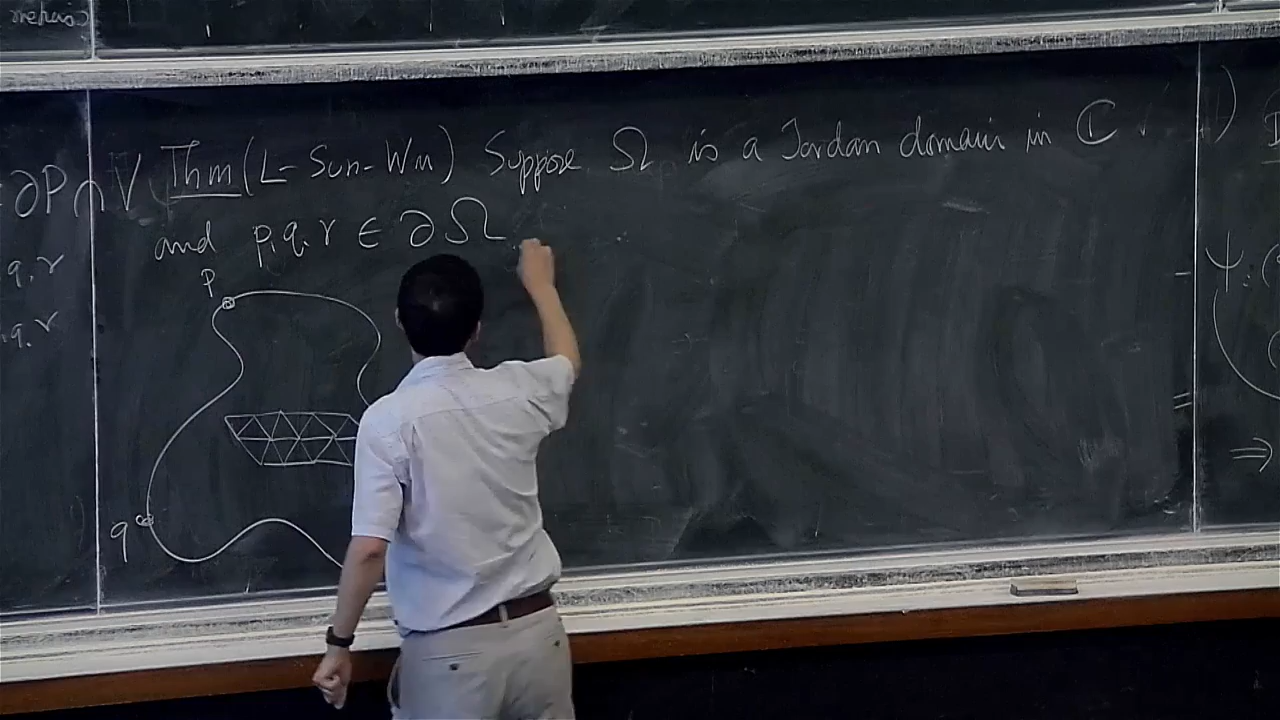 ∂P∩V
q,r
q,r
Thm (L-Sun-Wu) Suppose Ω is a Jordan domain in ℂ
and p,q,r ∈ ∂Ω
p
q
ψ:(
=
⇒